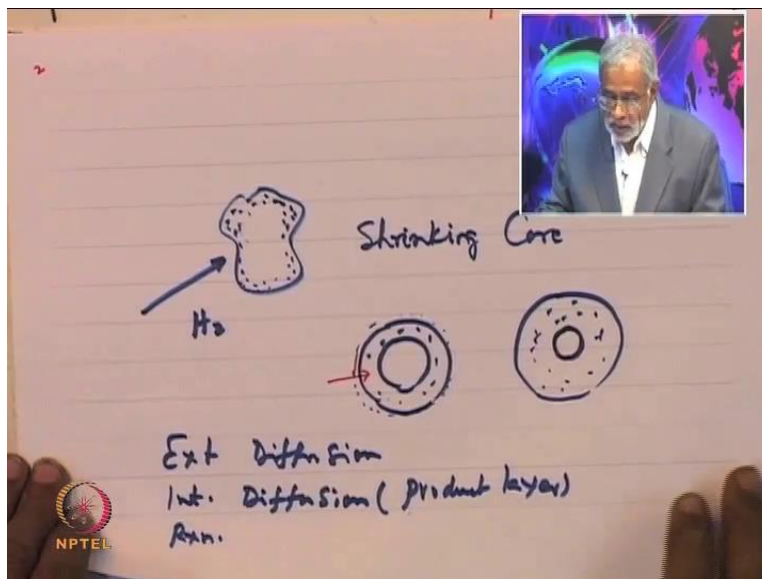 2
Shrinking Core
H2
Ext Diffusion
Int. Diffusion ( product layer)
Rxn.
NPTEL